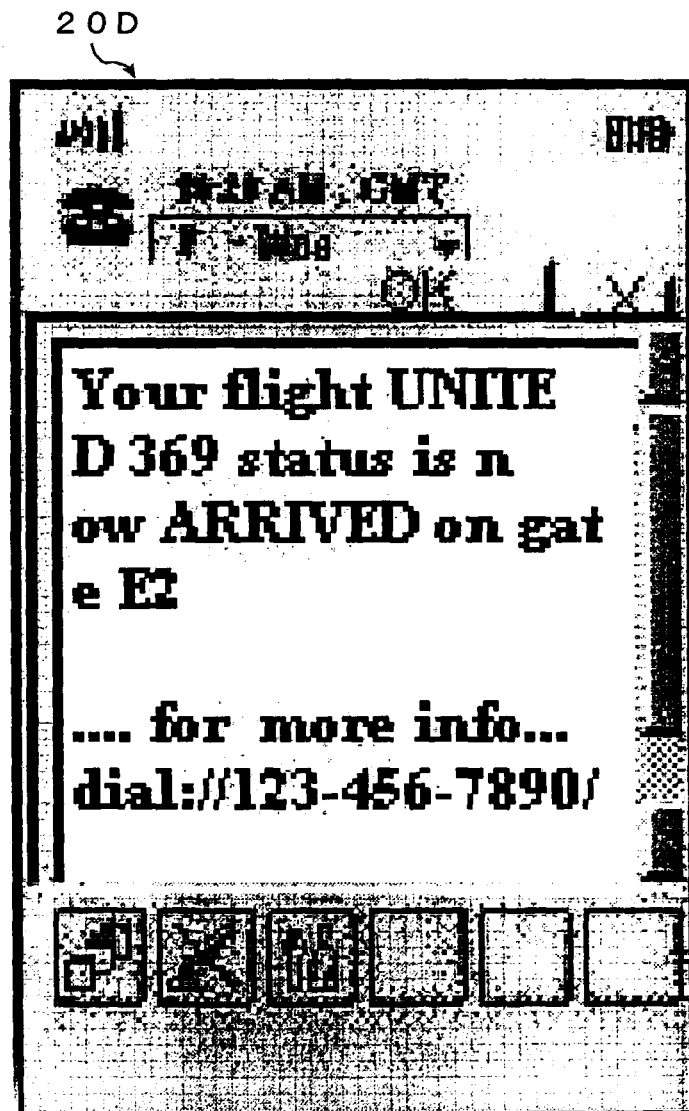 20D
OK
X
Your flight UNITE
D 369 status is n
ow ARRIVED on gat
e E2
.... for more info...
dial://123-456-7890/